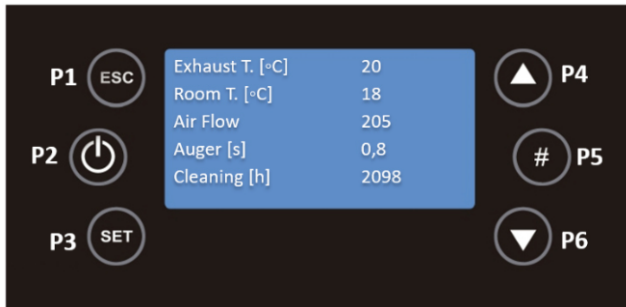 P1 ESC
P2
P3 SET
Exhaust T. [°C] 20
Room T. [°C] 18
Air Flow 205
Auger [s] 0,8
Cleaning [h] 2098
P4
# P5
P6